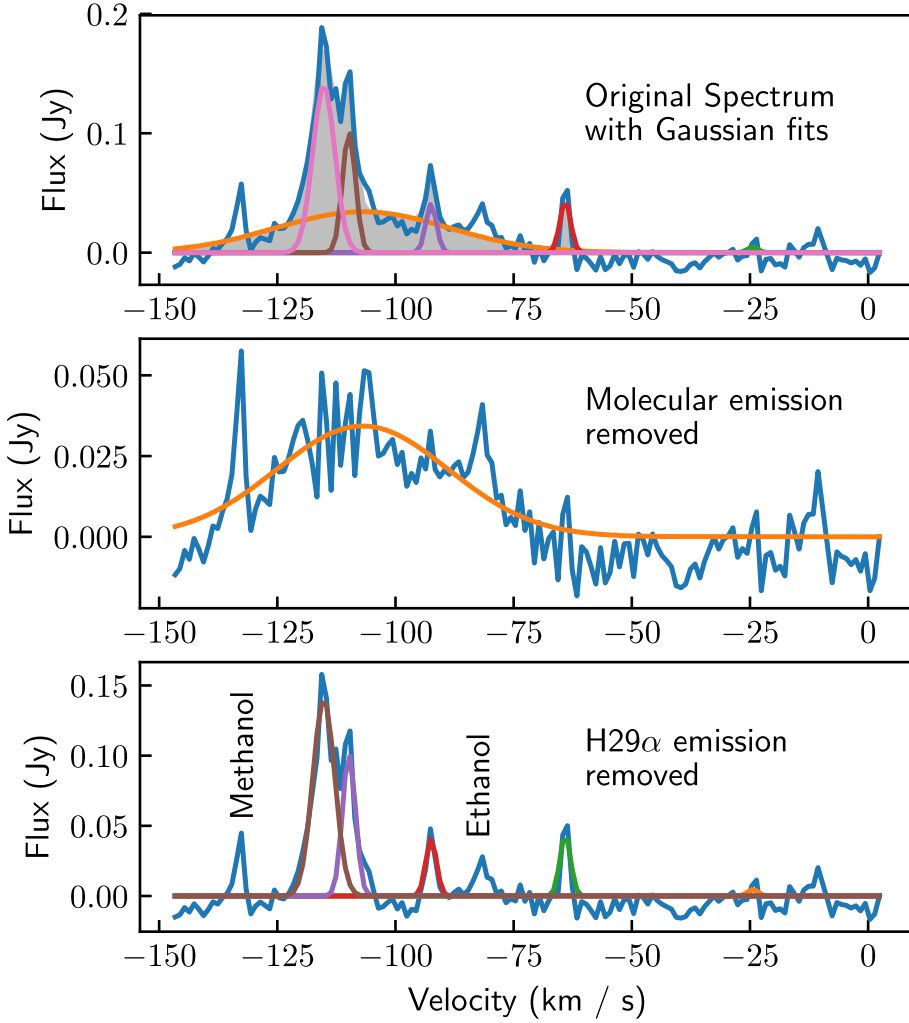 0.2
0.1
0.0
Flux (Jy)
Original Spectrum
with Gaussian fits
−150 −125 −100 −75 −50 −25 0
0.050
0.025
0.000
Flux (Jy)
Molecular emission
removed
−150 −125 −100 −75 −50 −25 0
0.15
0.10
0.05
0.00
Flux (Jy)
Methanol
Ethanol
H29α emission
removed
−150 −125 −100 −75 −50 −25 0
Velocity (km / s)